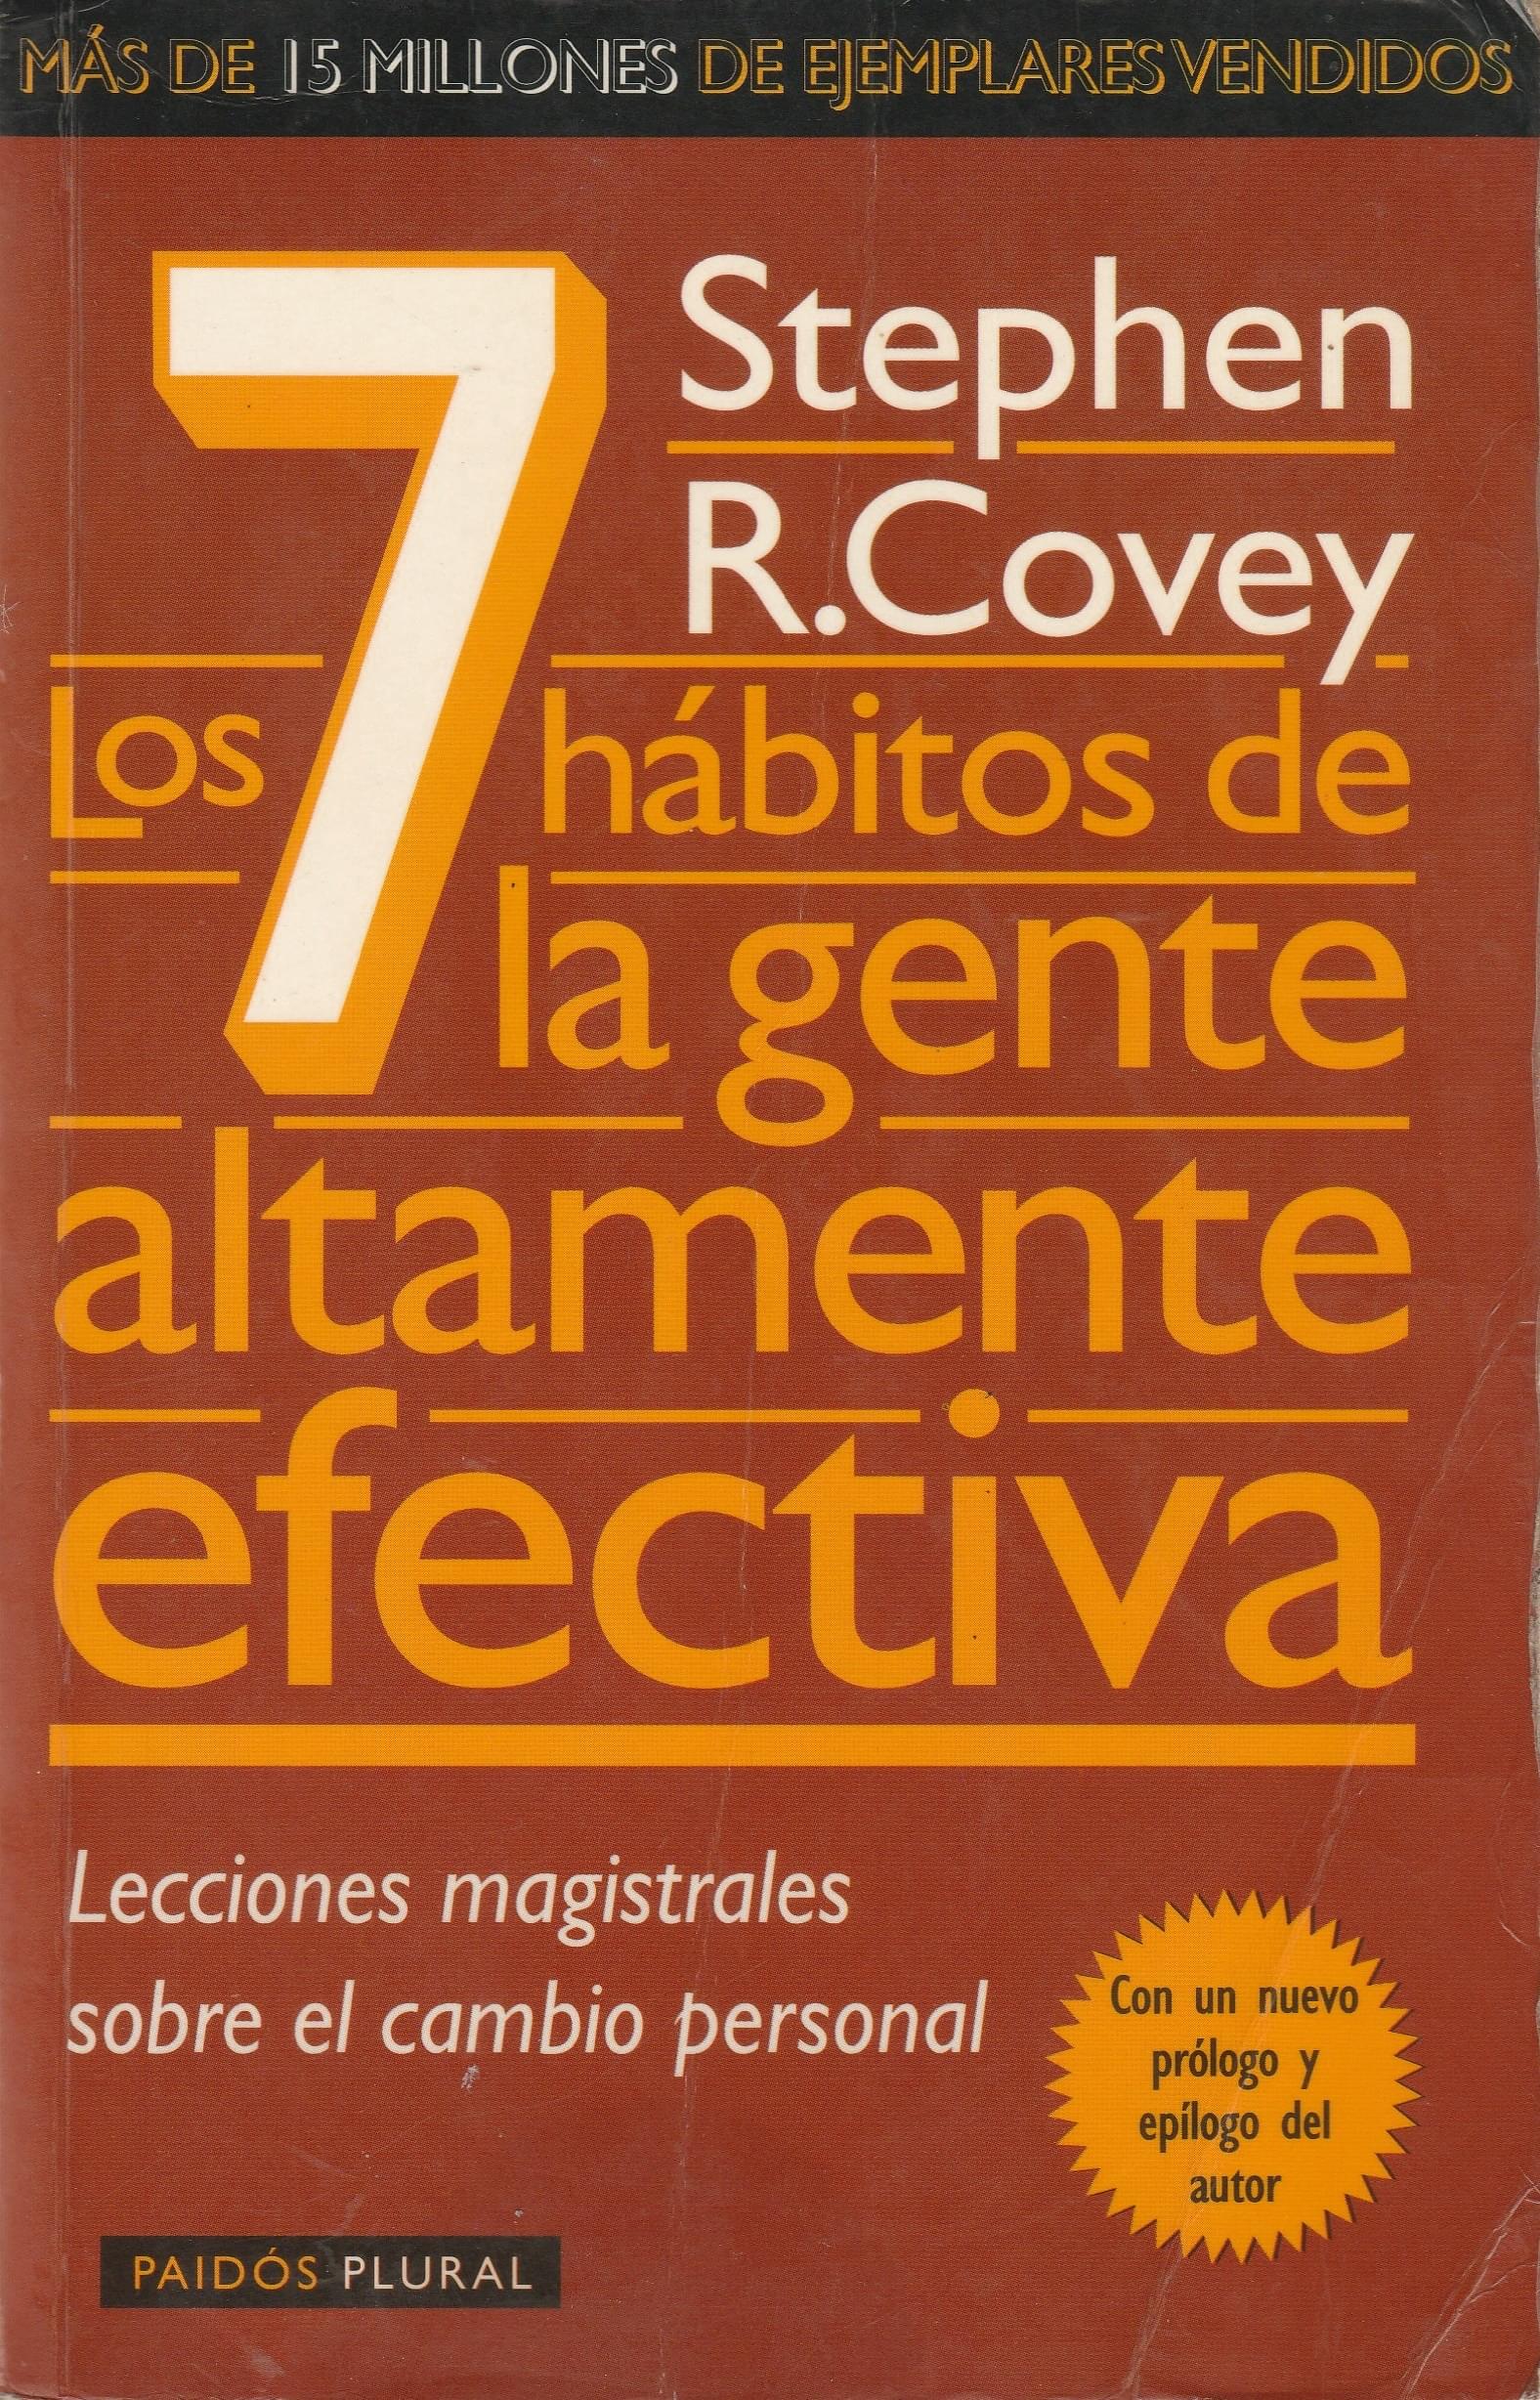 MÁS DE 15 MILLONES DE EJEMPLARES VENDIDOS
Stephen
R. Covey
Los 7 hábitos de
la gente
altamente
efectiva
Lecciones magistrales
sobre el cambio personal
Con un nuevo
prólogo y
epílogo del
autor
PAIDÓS PLURAL